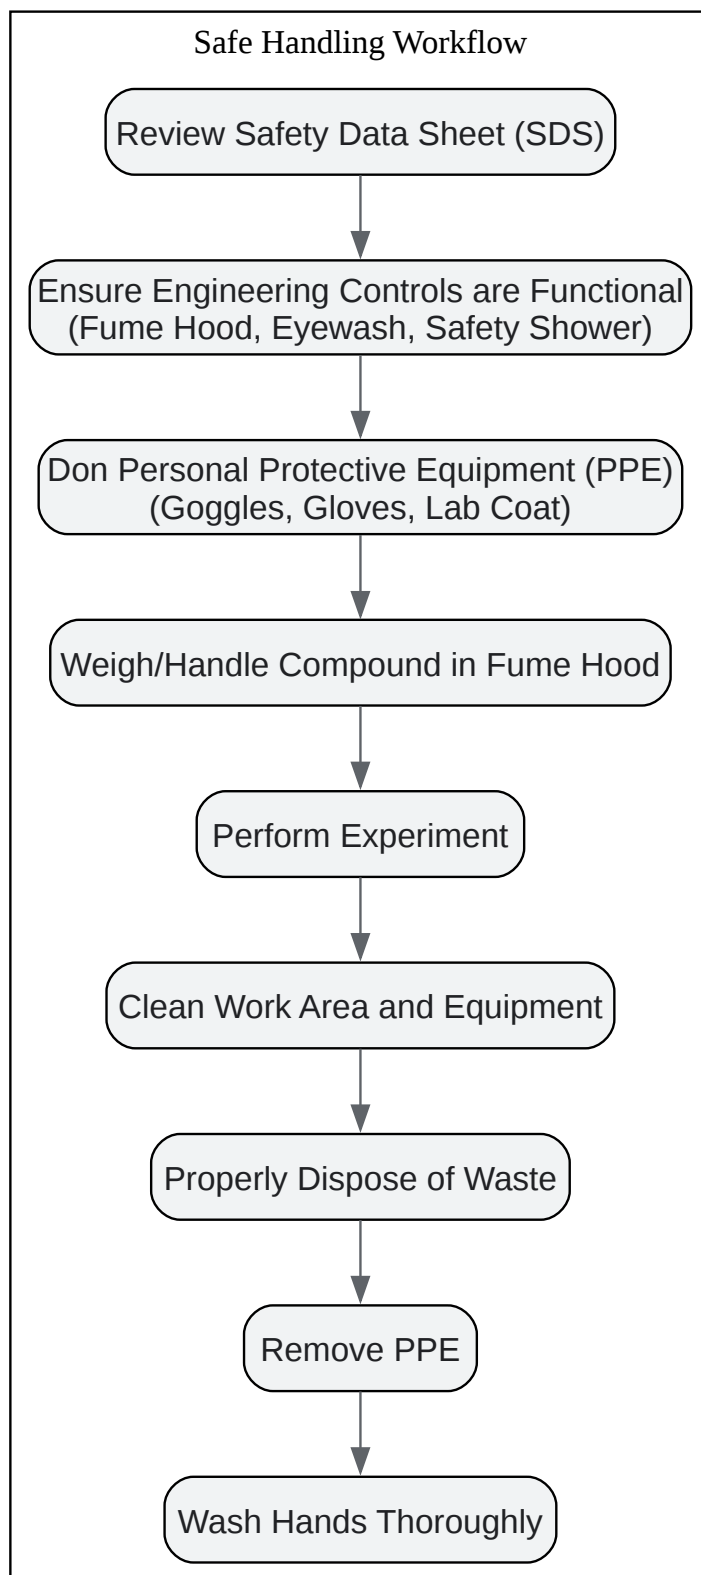 Safe Handling Workflow
Review Safety Data Sheet (SDS)
Ensure Engineering Controls are Functional
(Fume Hood, Eyewash, Safety Shower)
Don Personal Protective Equipment (PPE)
(Goggles, Gloves, Lab Coat)
Weigh/Handle Compound in Fume Hood
Perform Experiment
Clean Work Area and Equipment
Properly Dispose of Waste
Remove PPE
Wash Hands Thoroughly